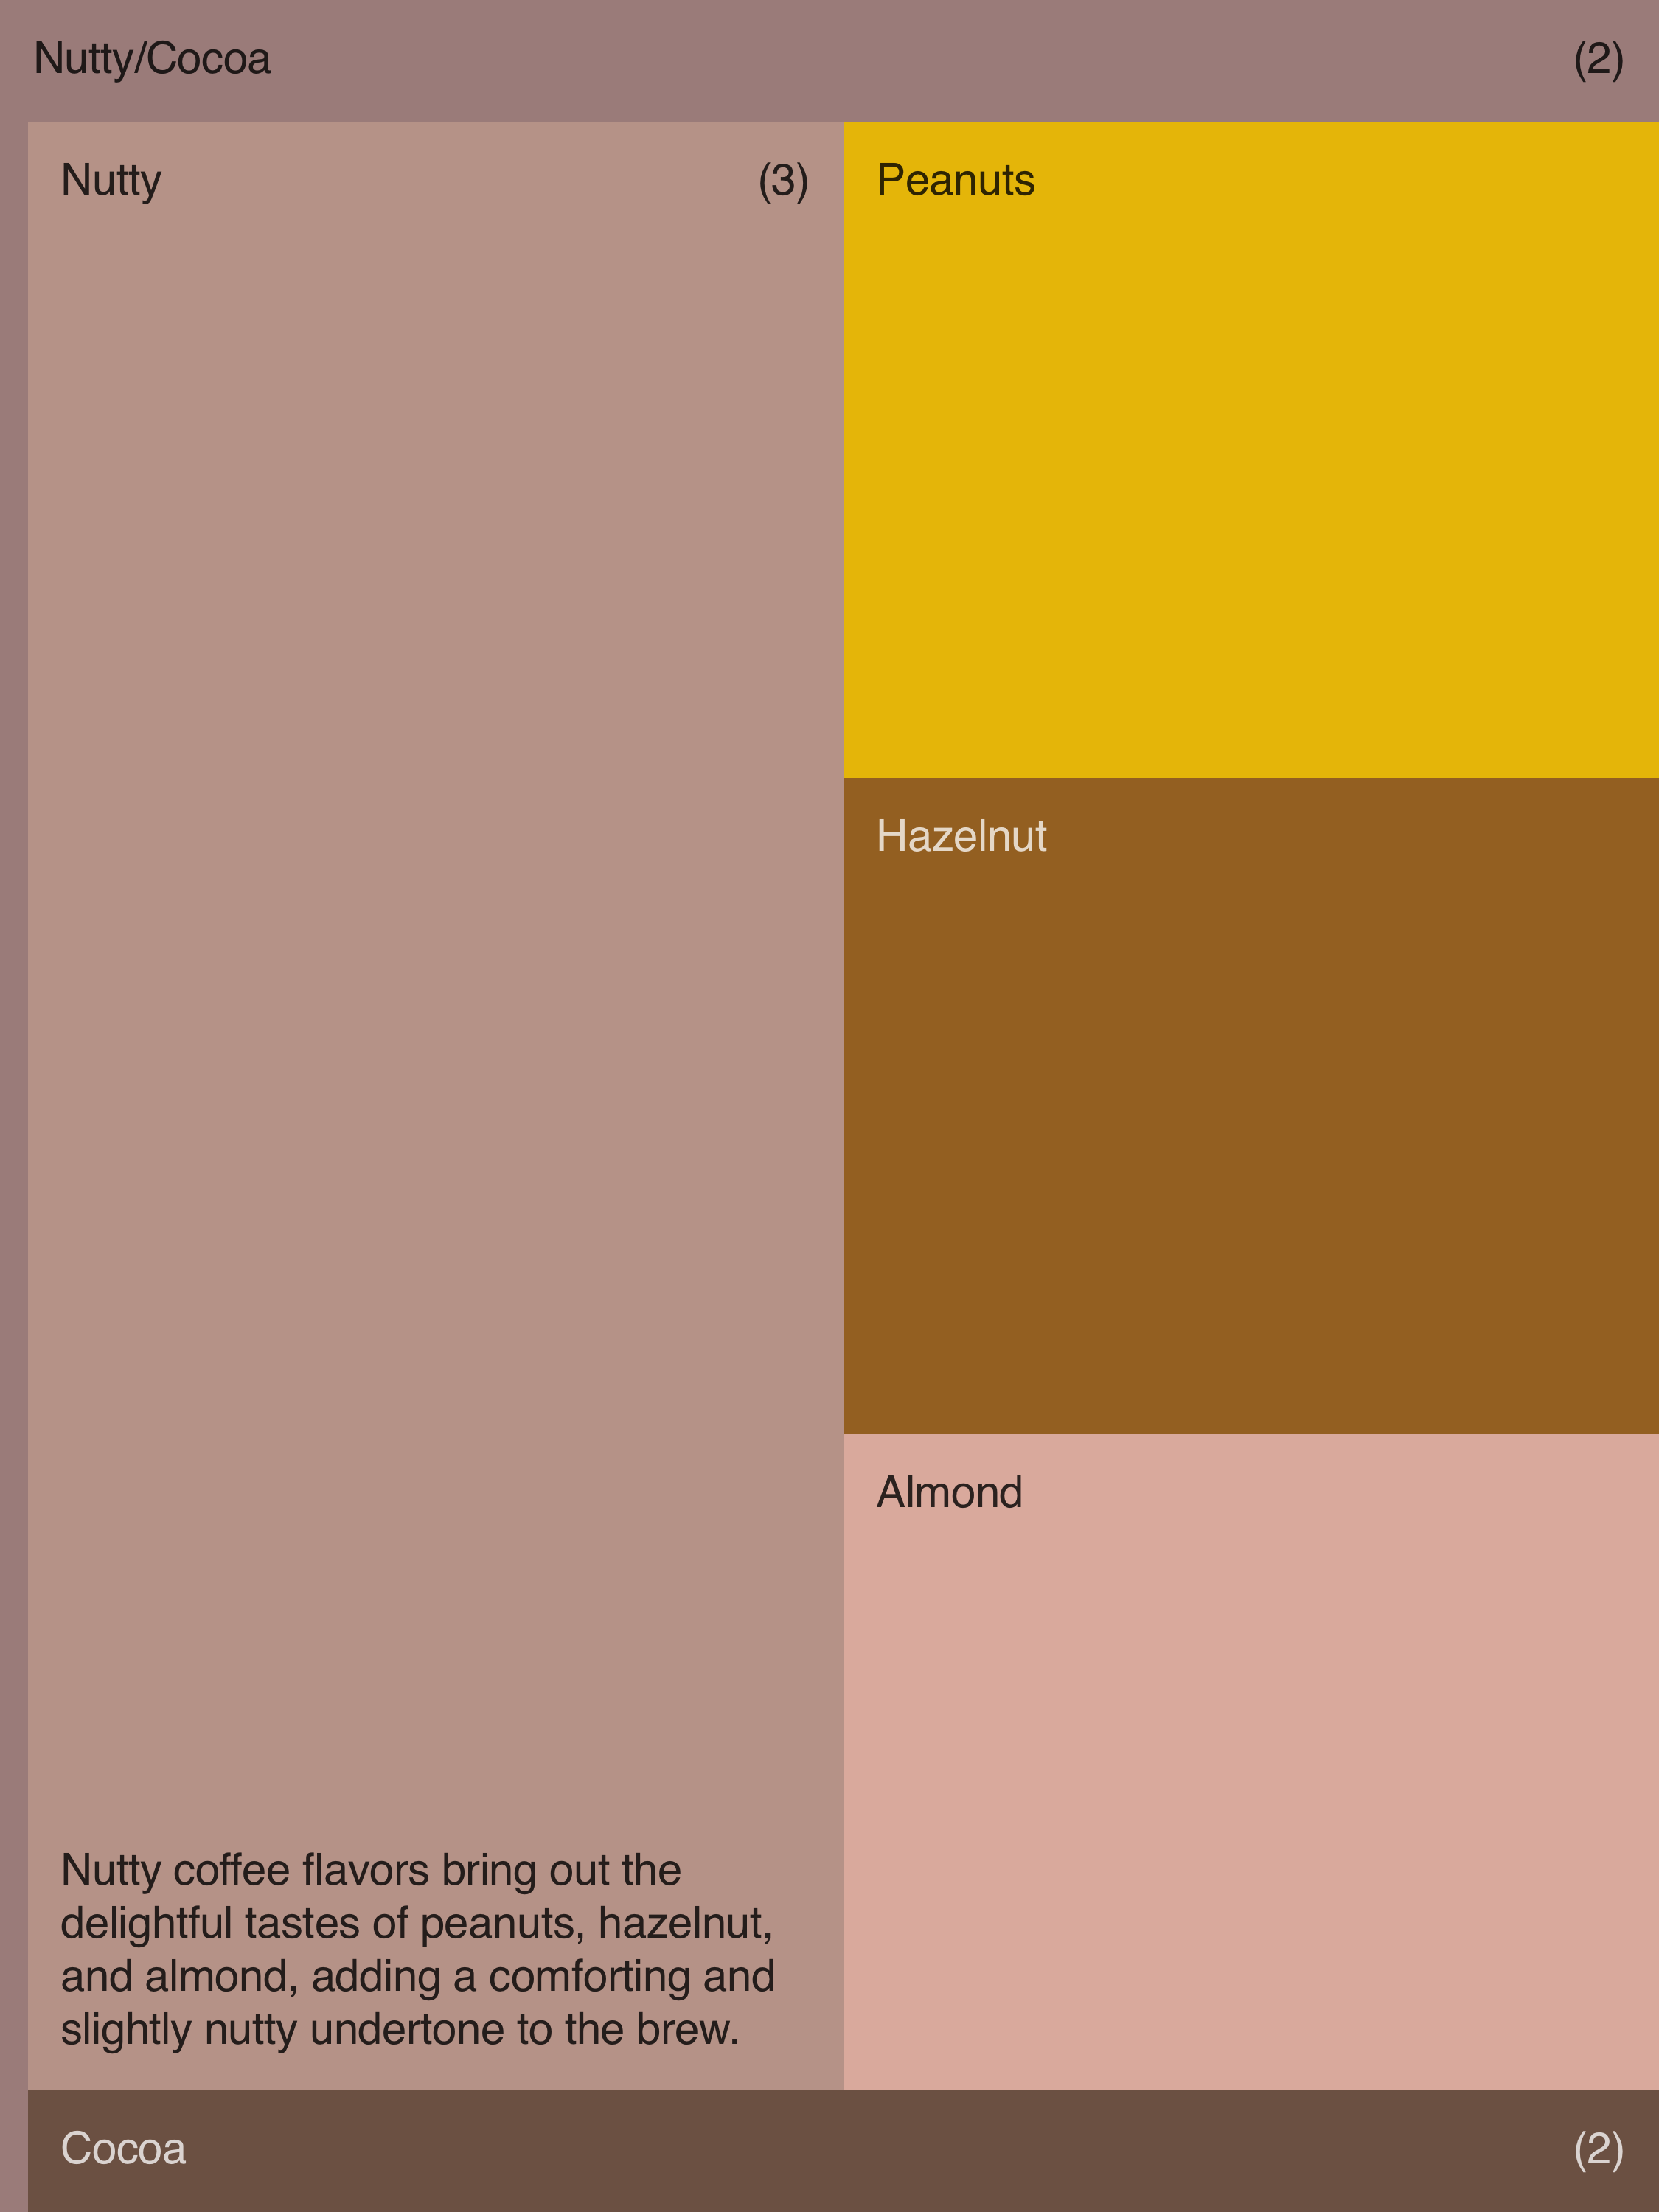 Nutty/Cocoa (2)
Nutty (3)
Peanuts
Hazelnut
Almond
Nutty coffee flavors bring out the
delightful tastes of peanuts, hazelnut,
and almond, adding a comforting and
slightly nutty undertone to the brew.
Cocoa (2)